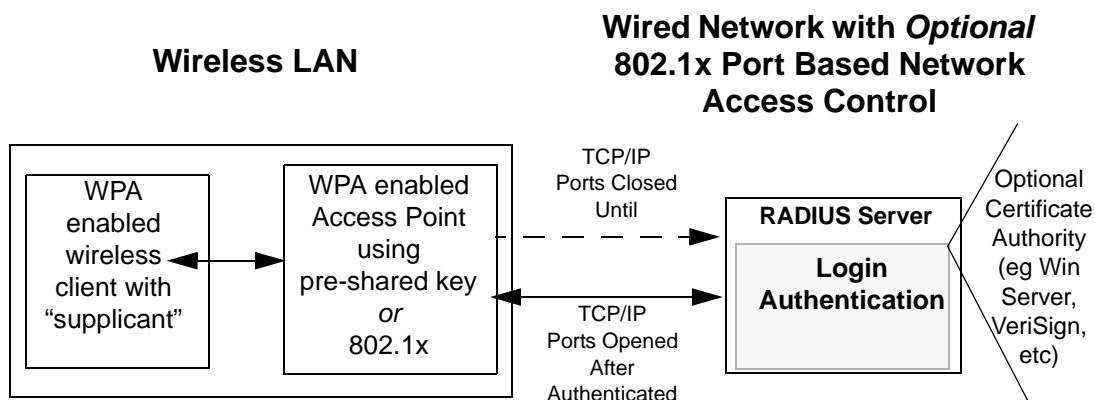 Wireless LAN
Wired Network with Optional
802.1x Port Based Network
Access Control
WPA
enabled
wireless
client with
“supplicant”
WPA enabled
Access Point
using
pre-shared key
or
802.1x
TCP/IP
Ports Closed
Until
TCP/IP
Ports Opened
After
Authenticated
RADIUS Server
Login
Authentication
Optional
Certificate
Authority
(eg Win
Server,
VeriSign,
etc)